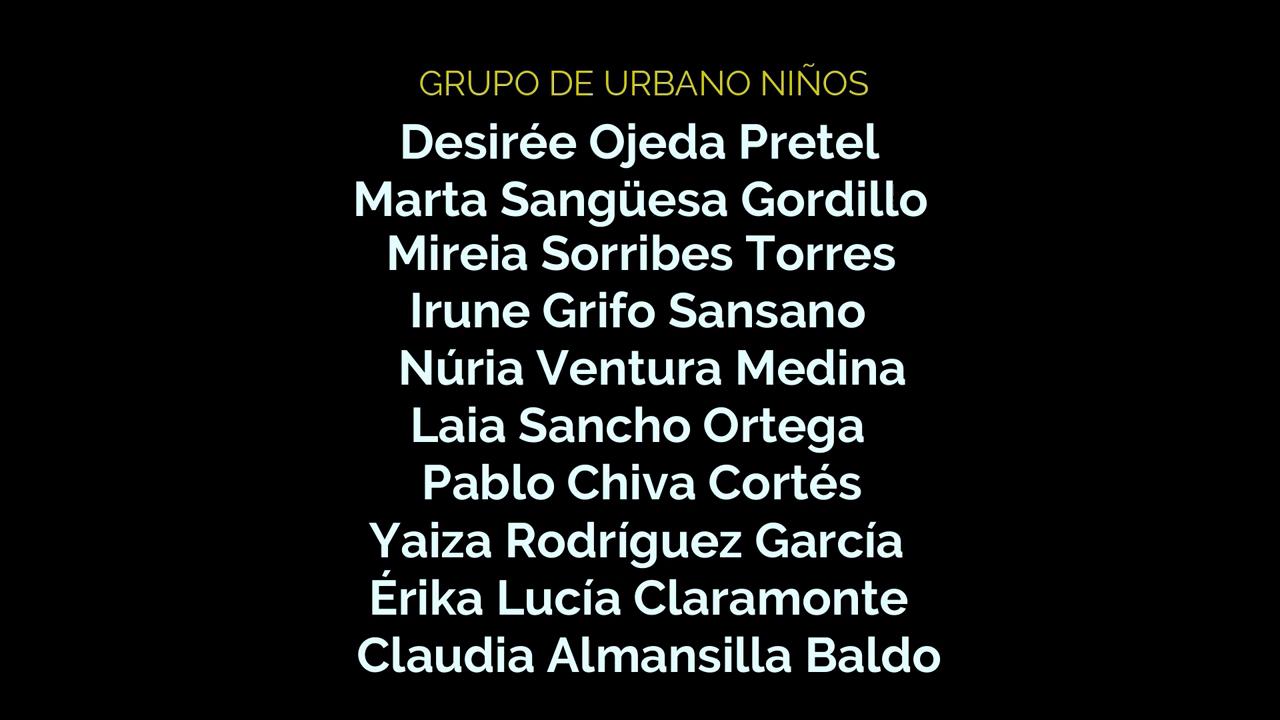 GRUPO DE URBANO NIÑOS
Desirée Ojeda Pretel
Marta Sangüesa Gordillo
Mireia Sorribes Torres
Irune Grifo Sansano
Núria Ventura Medina
Laia Sancho Ortega
Pablo Chiva Cortés
Yaiza Rodríguez García
Érika Lucía Claramonte
Claudia Almansilla Baldo